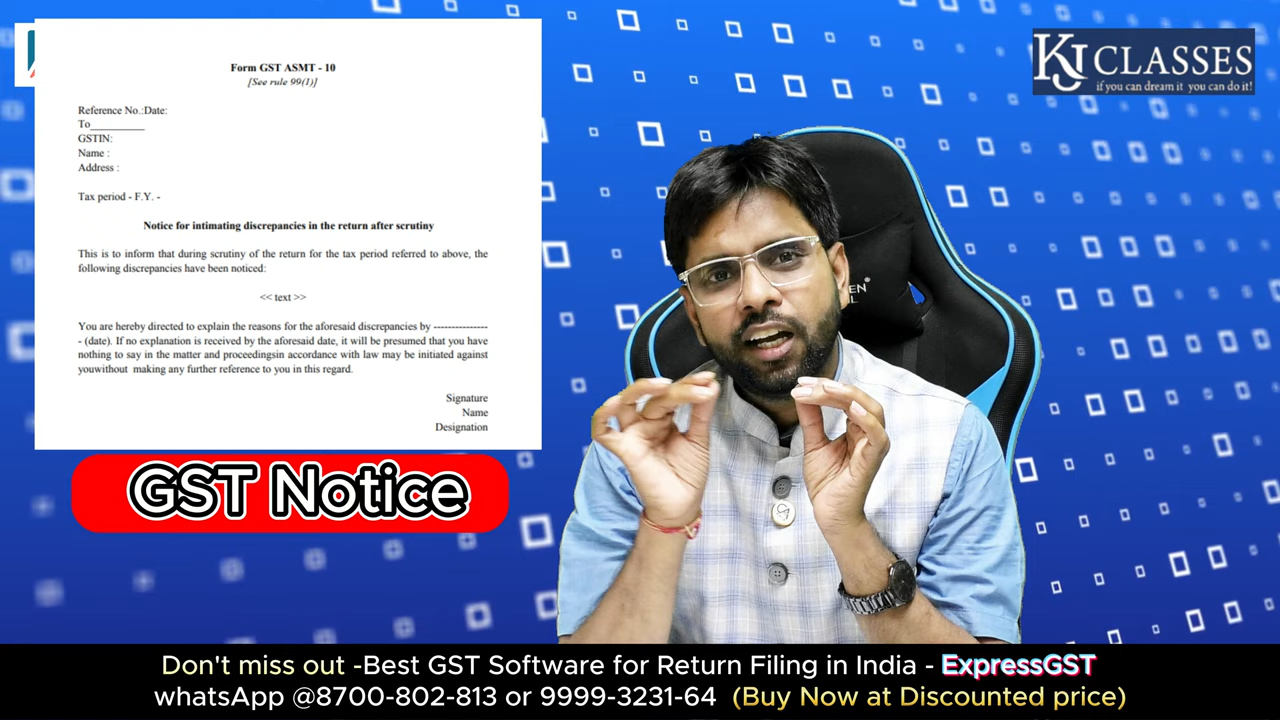 Form GST ASMT - 10
[See rule 99(1)]
Reference No.:Date:
To__________
GSTIN:
Name :
Address :
Tax period - F.Y. -
Notice for intimating discrepancies in the return after scrutiny
This is to inform that during scrutiny of the return for the tax period referred to above, the
following discrepancies have been noticed:
<< text >>
You are hereby directed to explain the reasons for the aforesaid discrepancies by ---------------
- (date). If no explanation is received by the aforesaid date, it will be presumed that you have
nothing to say in the matter and proceedingsin accordance with law may be initiated against
youwithout making any further reference to you in this regard.
Signature
Name
Designation
GST Notice
KJ CLASSES
if you can dream it you can do it!
Don't miss out -Best GST Software for Return Filing in India - ExpressGST
whatsApp @8700-802-813 or 9999-3231-64 (Buy Now at Discounted price)